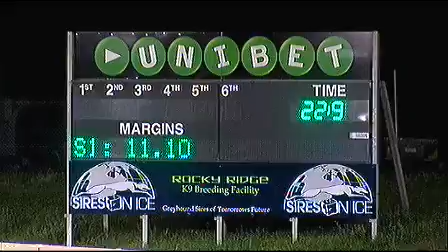 UNIBET
1ST 2ND 3RD 4TH 5TH 6TH TIME
22:9
MARGINS
S1: 11.10
ROCKY RIDGE
K9 Breeding Facility
SIRES ON ICE
SIRES ON ICE
Greyhound Sires of Tomorrows Future